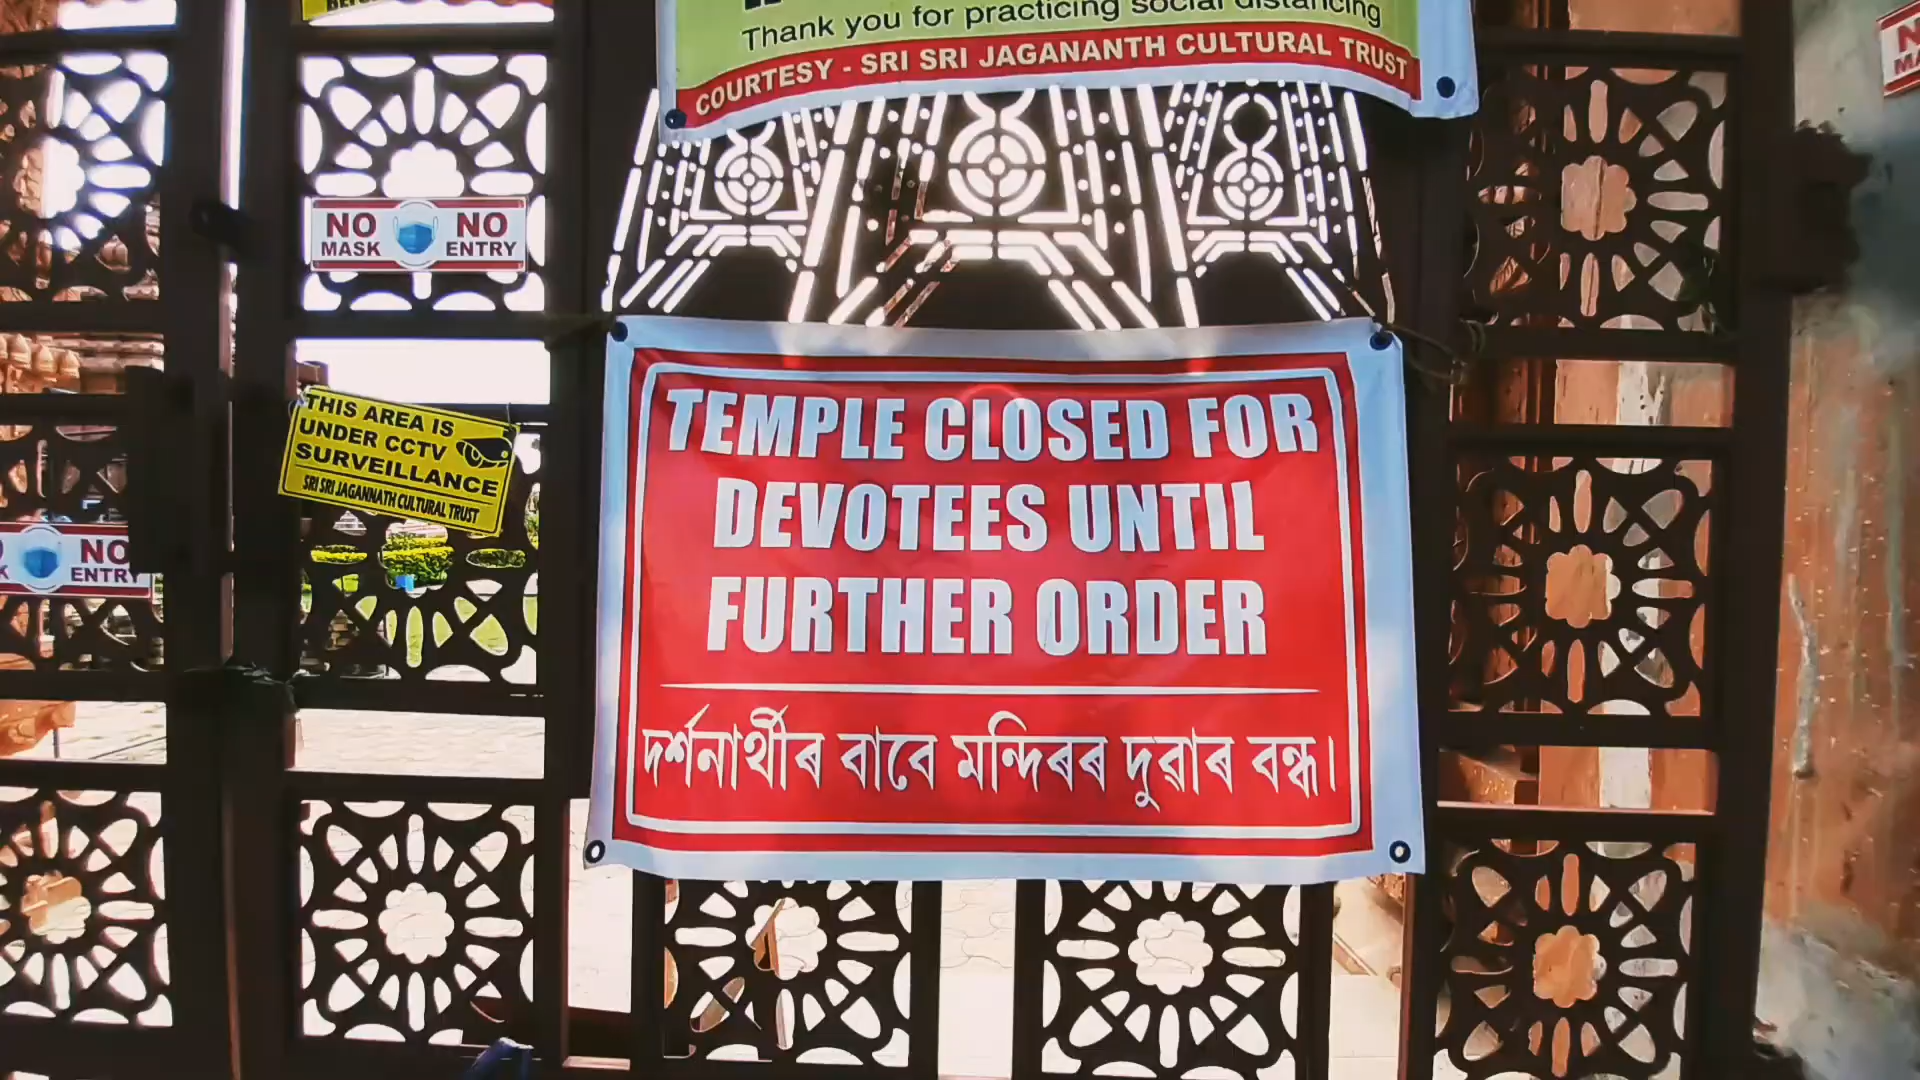 Thank you for practicing social distancing
COURTESY - SRI SRI JAGANANTH CULTURAL TRUST
NO MASK NO ENTRY
THIS AREA IS
UNDER CCTV
SURVEILLANCE
SRI SRI JAGANNATH CULTURAL TRUST
NO
ENTRY
TEMPLE CLOSED FOR
DEVOTEES UNTIL
FURTHER ORDER
দৰ্শনাৰ্থীৰ বাবে মন্দিৰৰ দুৱাৰ বন্ধ।